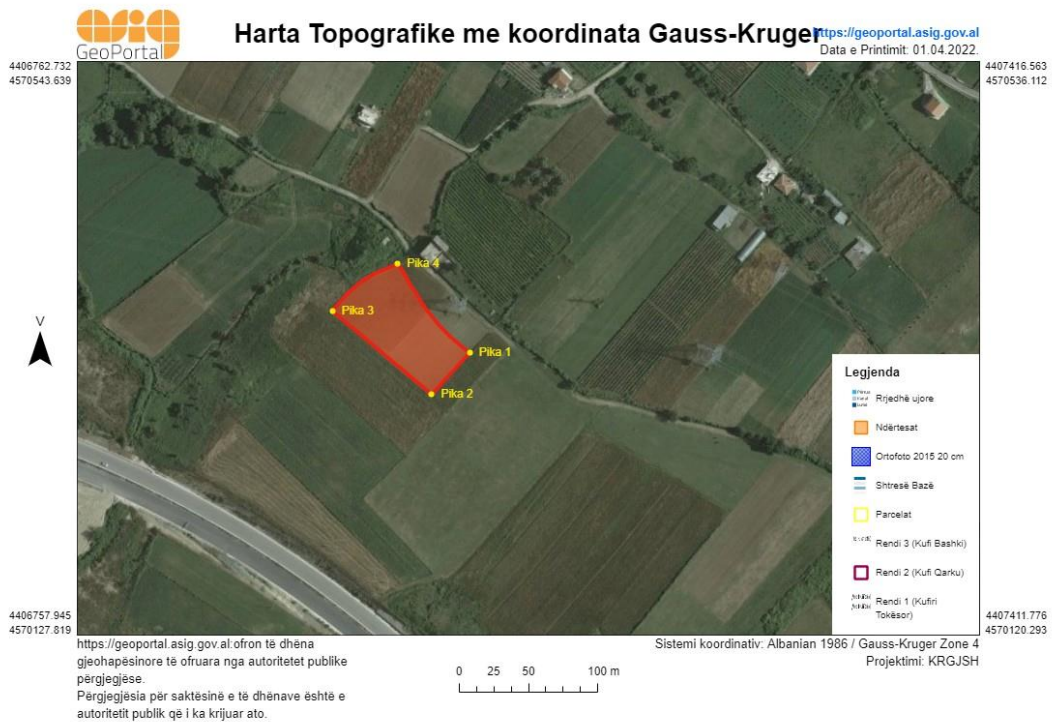 asig
GeoPortal
Harta Topografike me koordinata Gauss-Kruger
https://geoportal.asig.gov.al
Data e Printimit: 01.04.2022.
4406762.732
4570543.639
4407416.563
4570536.112
Pika 4
Pika 3
Pika 1
Pika 2
V
Legjenda
Rrjedhë ujore
Ndërtesat
Ortofoto 2015 20 cm
Shtresë Bazë
Parcelat
Rendi 3 (Kufi Bashki)
Rendi 2 (Kufi Qarku)
Rendi 1 (Kufiri
Tokësor)
4406757.945
4570127.819
4407411.776
4570120.293
https://geoportal.asig.gov.al:ofron të dhëna
gjeohapësinore të ofruara nga autoritetet publike
përgjegjëse.
Përgjegjësia për saktësinë e të dhënave është e
autoritetit publik që i ka krijuar ato.
0 25 50 100 m
Sistemi koordinativ: Albanian 1986 / Gauss-Kruger Zone 4
Projektimi: KRGJSH